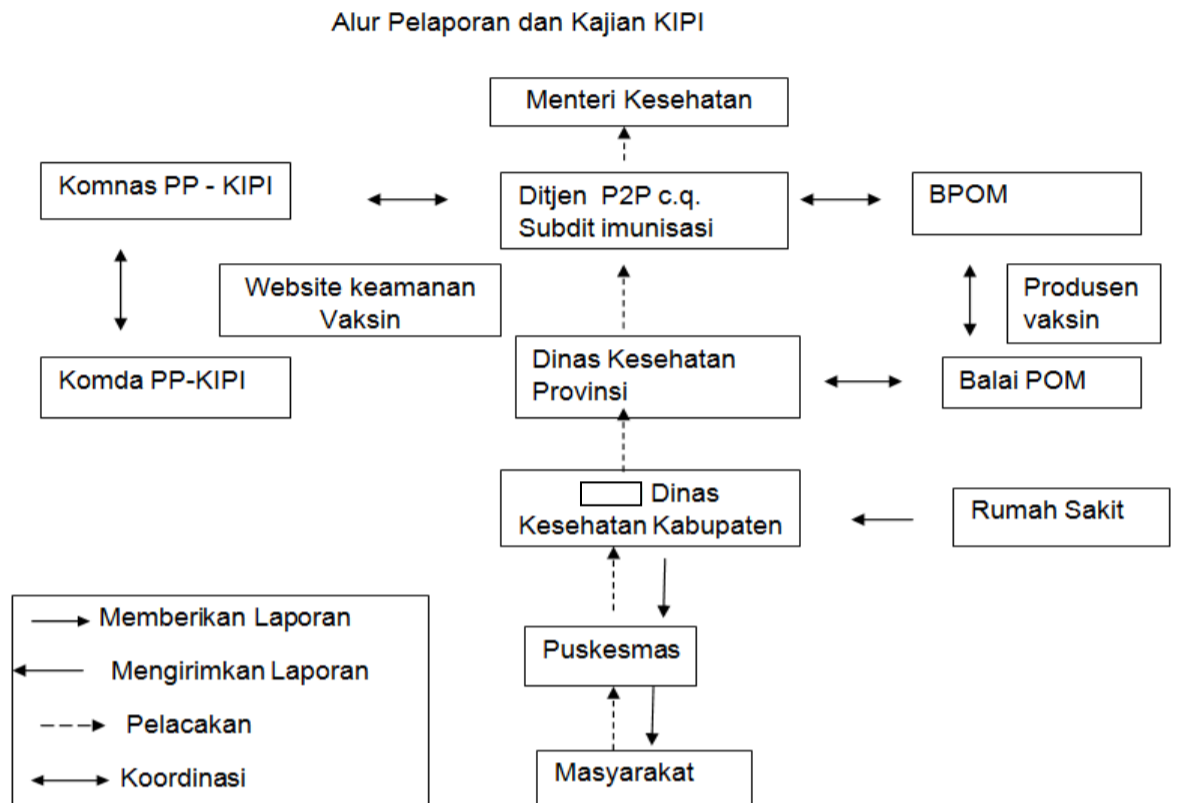 Alur Pelaporan dan Kajian KIPI
Menteri Kesehatan
Komnas PP - KIPI
Ditjen P2P c.q.
Subdit imunisasi
BPOM
Website keamanan
Vaksin
Produsen
vaksin
Komda PP-KIPI
Dinas Kesehatan
Provinsi
Balai POM
Dinas
Kesehatan Kabupaten
Rumah Sakit
Puskesmas
Masyarakat
Memberikan Laporan
Mengirimkan Laporan
Pelacakan
Koordinasi